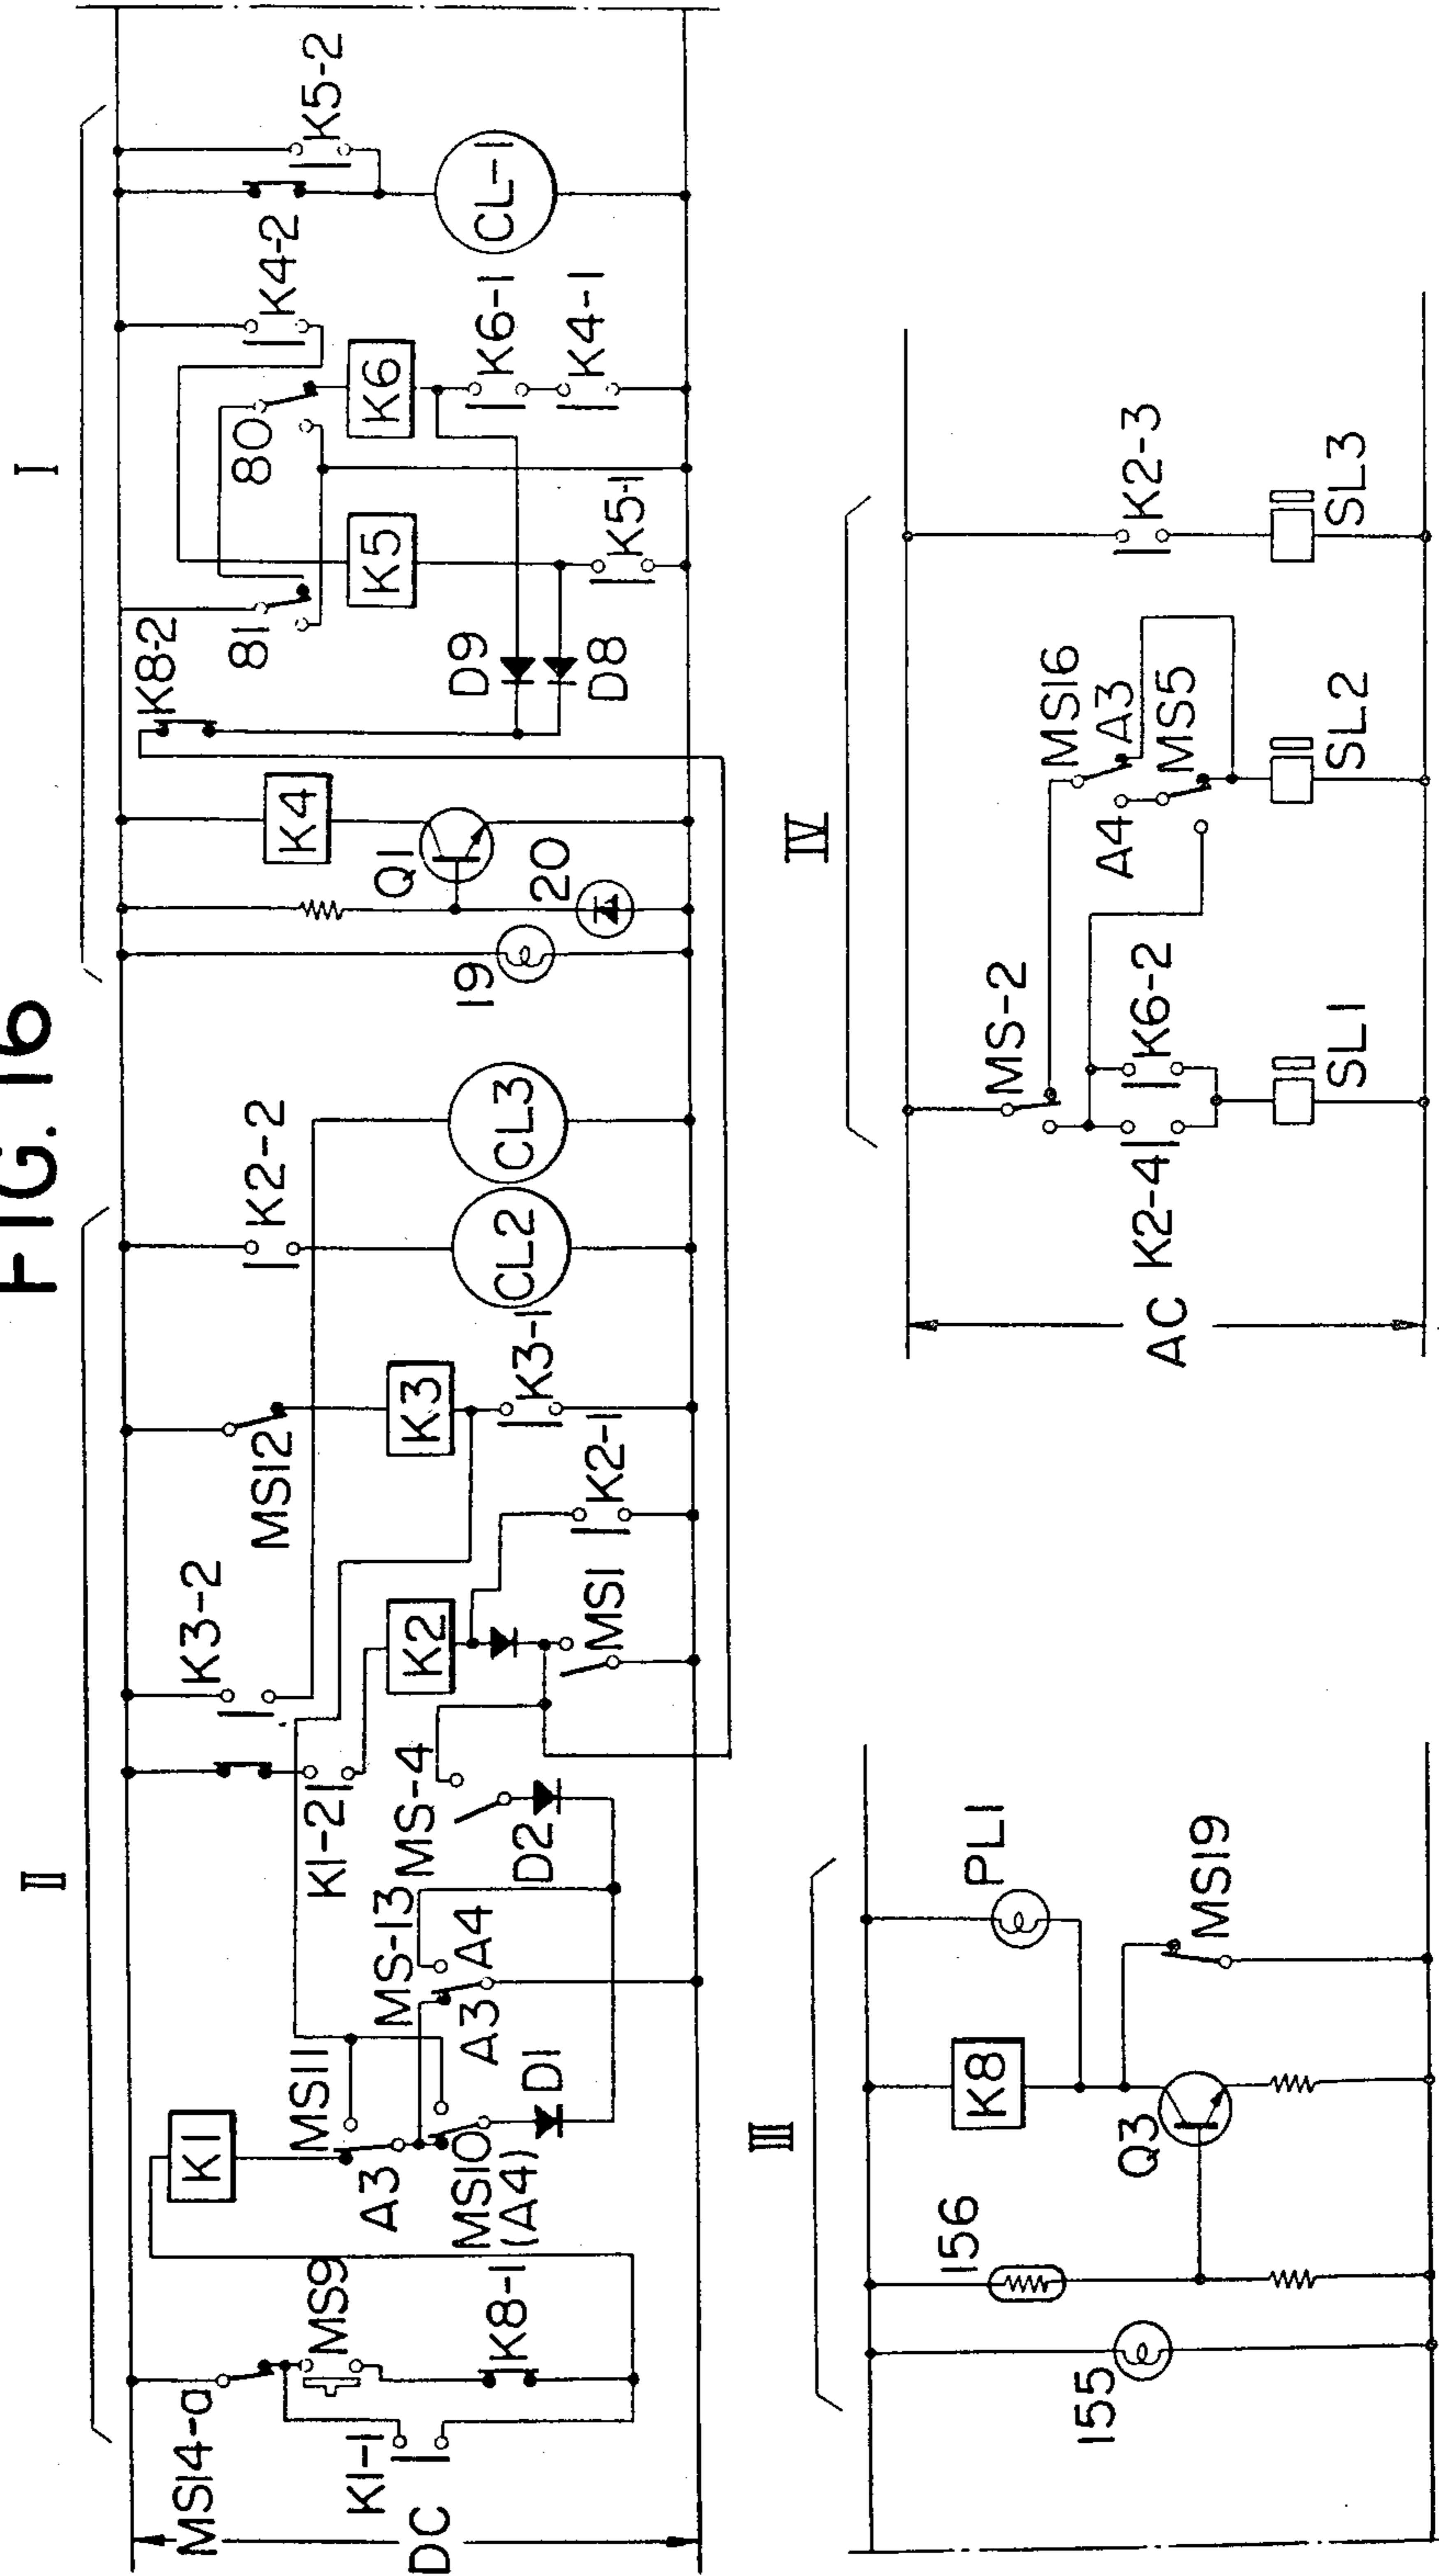 FIG. 16
II
I
MS14-a
K1-1
DC
MS9
K8-1
K1
A3
MS11
MS10
(A4)
D1
MS-13
A3
A4
K1-2
MS-4
D2
K3-2
K2
MS1
K2-1
MS12
K3
K3-1
K2-2
CL2
CL3
19
20
Q1
K4
K8-2
81
D9
D8
K5
K5-1
80
K6
K6-1
K4-1
K4-2
CL-1
K5-2
III
155
156
Q3
K8
PL1
MS19
IV
AC
MS-2
K2-4
K6-2
SL1
MS16
A3
A4
MS5
SL2
K2-3
SL3